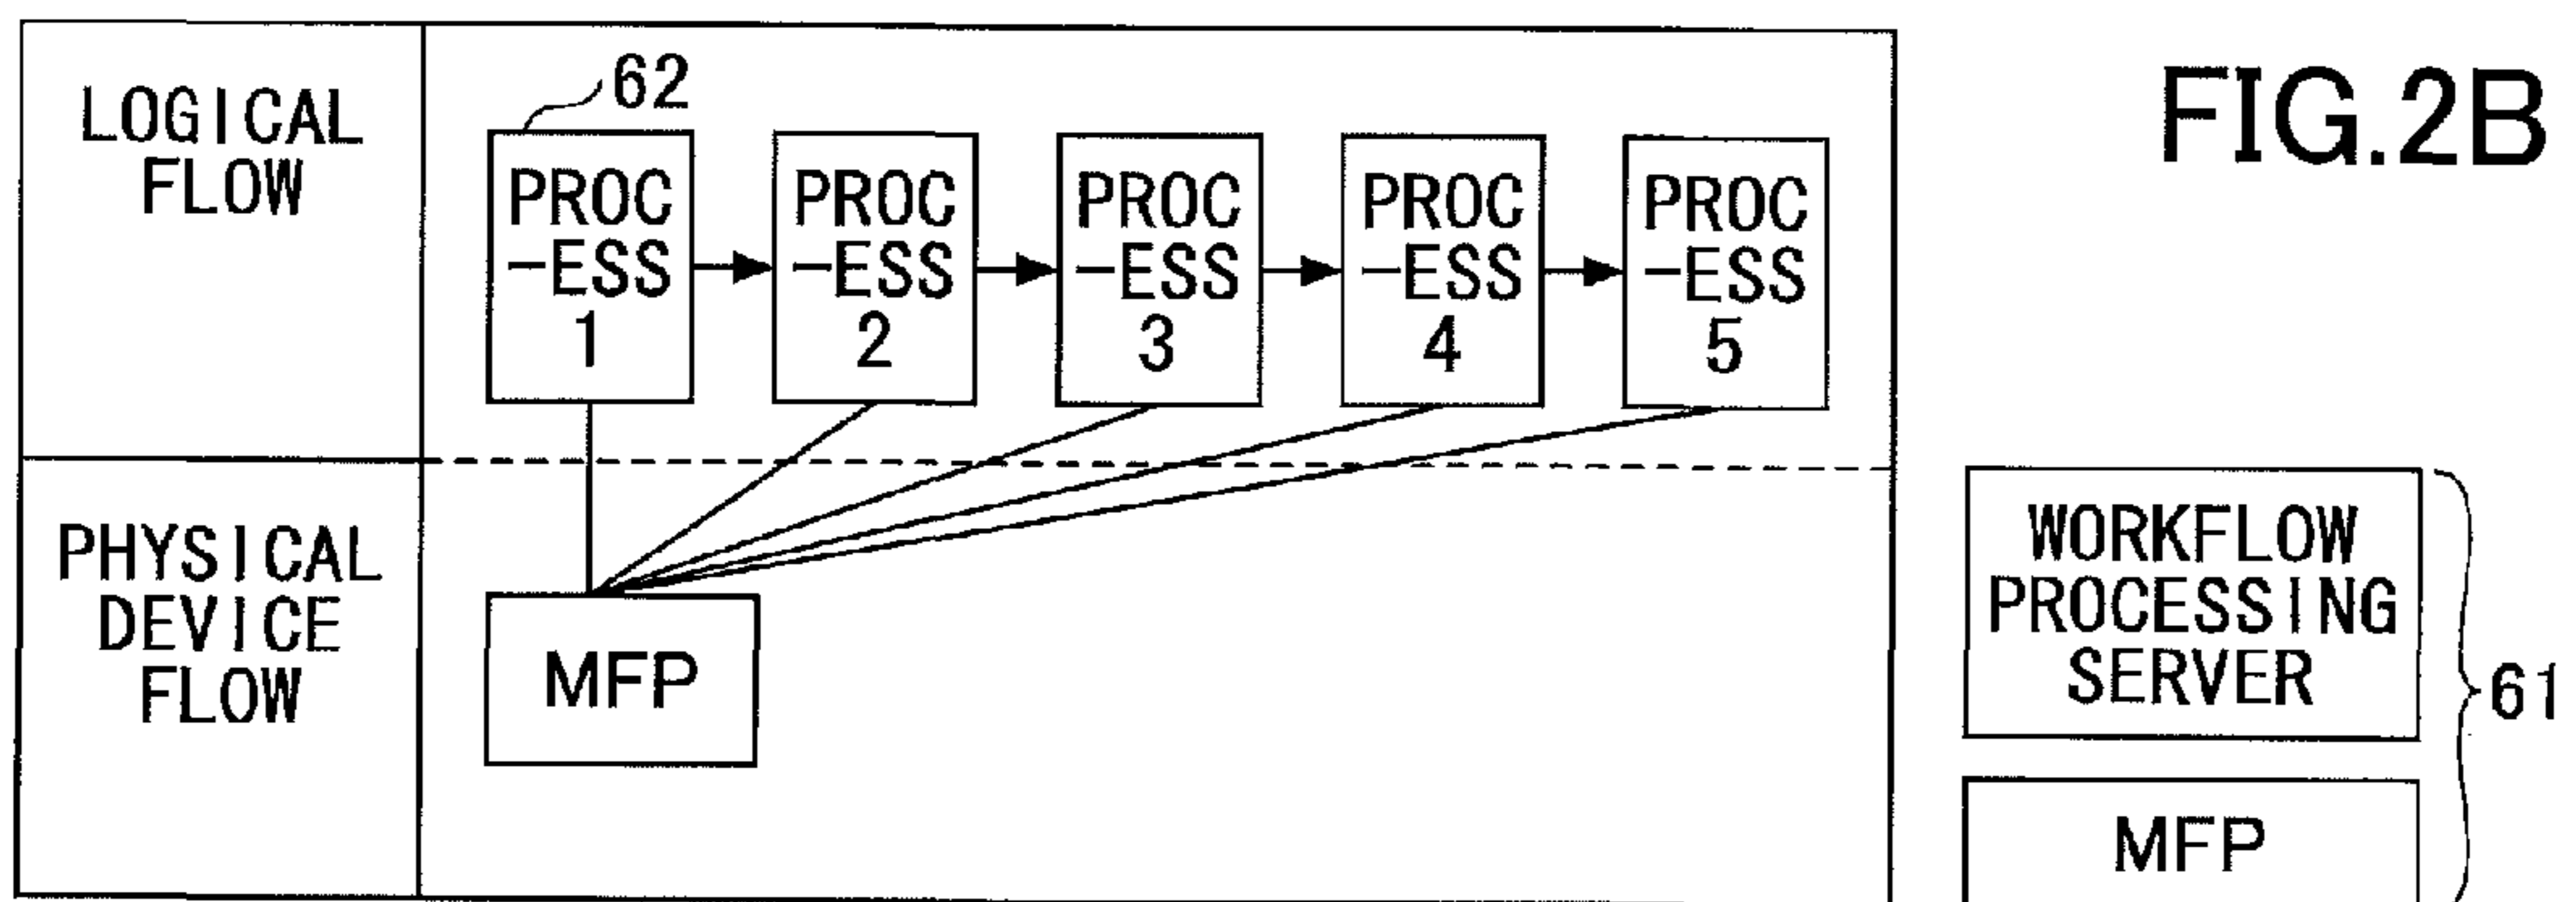 FIG.2B
LOGICAL
FLOW
62
PROC
-ESS
1
PROC
-ESS
2
PROC
-ESS
3
PROC
-ESS
4
PROC
-ESS
5
PHYSICAL
DEVICE
FLOW
MFP
WORKFLOW
PROCESSING
SERVER
61
MFP